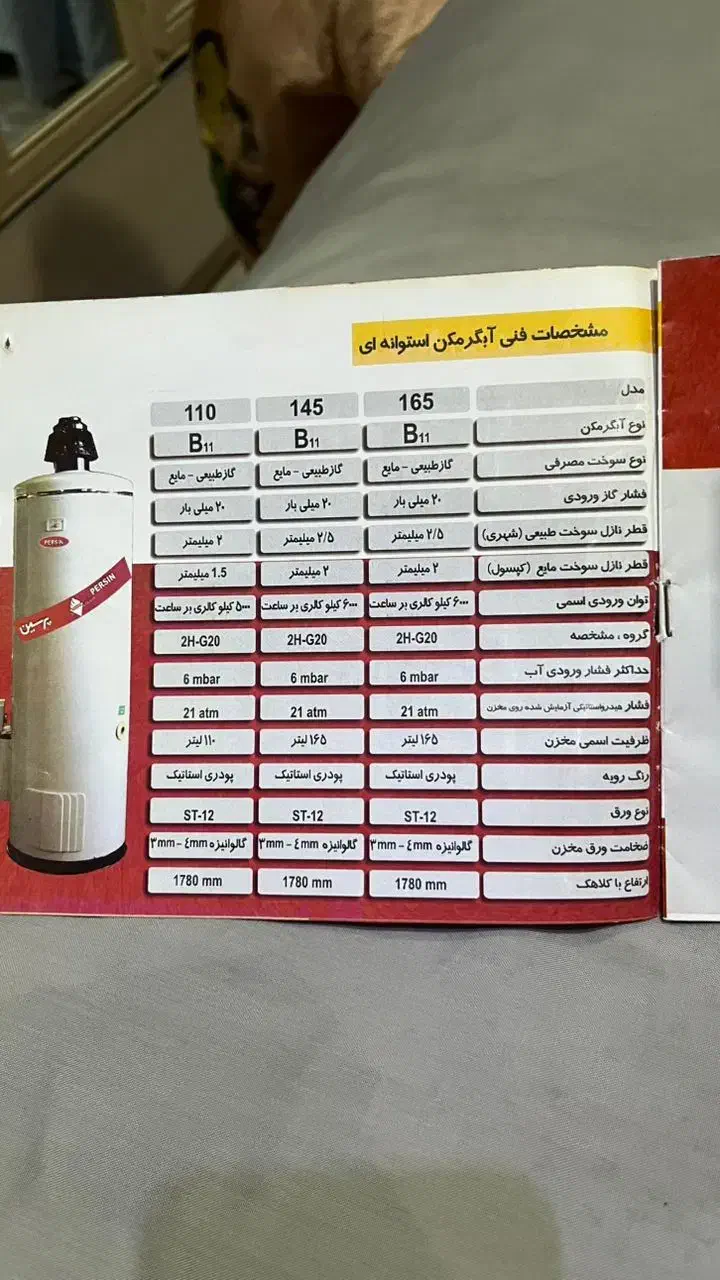 مشخصات فنی آبگرمکن استوانه ای
مدل 165 145 110
نوع آبگرمکن B11 B11 B11
نوع سوخت مصرفی گازطبیعی - مایع گازطبیعی - مایع گازطبیعی - مایع
فشار گاز ورودی ۲۰ میلی بار ۲۰ میلی بار ۲۰ میلی بار
قطر نازل سوخت طبیعی (شهری) ۲/۵ میلیمتر ۲/۵ میلیمتر ۲ میلیمتر
قطر نازل سوخت مایع (کپسول) ۲ میلیمتر ۲ میلیمتر 1.5 میلیمتر
توان ورودی اسمی ۶۰۰۰ کیلو کالری بر ساعت ۶۰۰۰ کیلو کالری بر ساعت ۵۰۰۰ کیلو کالری بر ساعت
گروه ، مشخصه 2H-G20 2H-G20 2H-G20
حداکثر فشار ورودی آب 6 mbar 6 mbar 6 mbar
فشار هیدرواستاتیکی آزمایش شده روی مخزن 21 atm 21 atm 21 atm
ظرفیت اسمی مخزن ۱۶۵ لیتر ۱۶۵ لیتر ۱۱۰ لیتر
رنگ رویه پودری استاتیک پودری استاتیک پودری استاتیک
نوع ورق ST-12 ST-12 ST-12
ضخامت ورق مخزن گالوانیزه ۳mm - ٤mm گالوانیزه ۳mm - ٤mm گالوانیزه ۳mm - ٤mm
ارتفاع با کلاهک 1780 mm 1780 mm 1780 mm
PERSIN
پرسین PERSIN